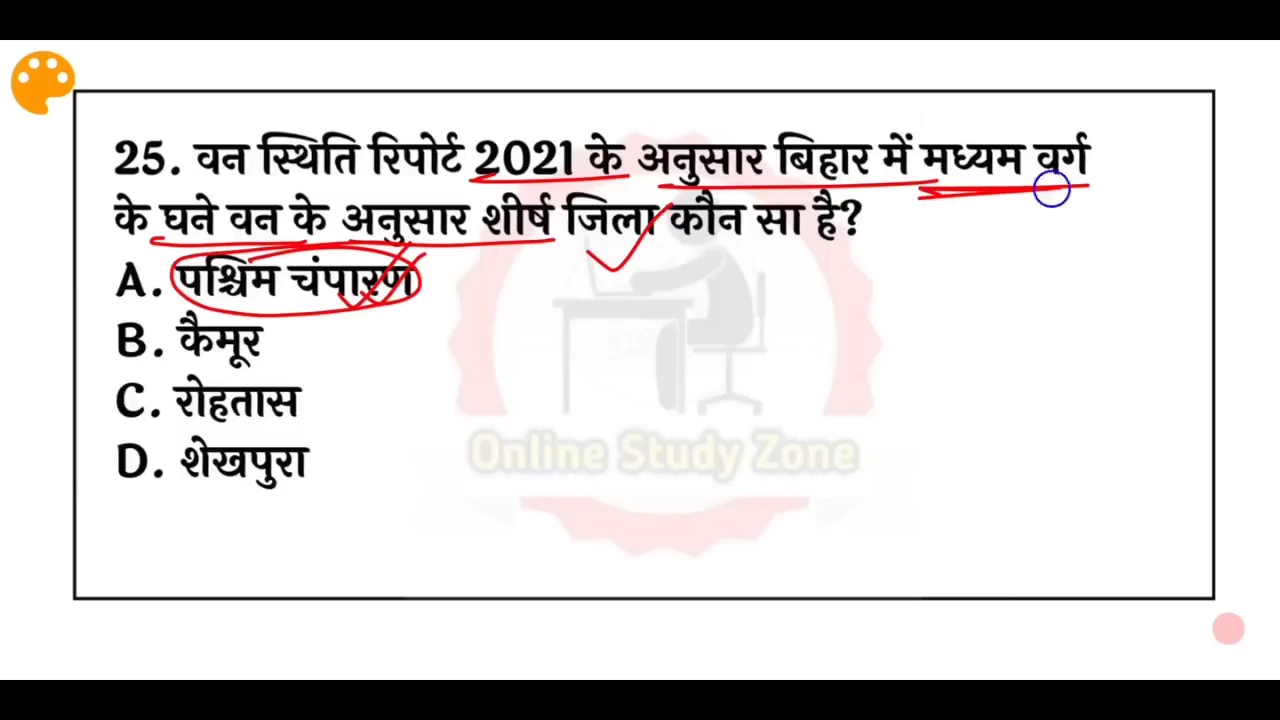 25. वन स्थिति रिपोर्ट 2021 के अनुसार बिहार में मध्यम वर्ग
के घने वन के अनुसार शीर्ष जिला कौन सा है?
A. पश्चिम चंपारण
B. कैमूर
C. रोहतास
D. शेखपुरा
Online Study Zone